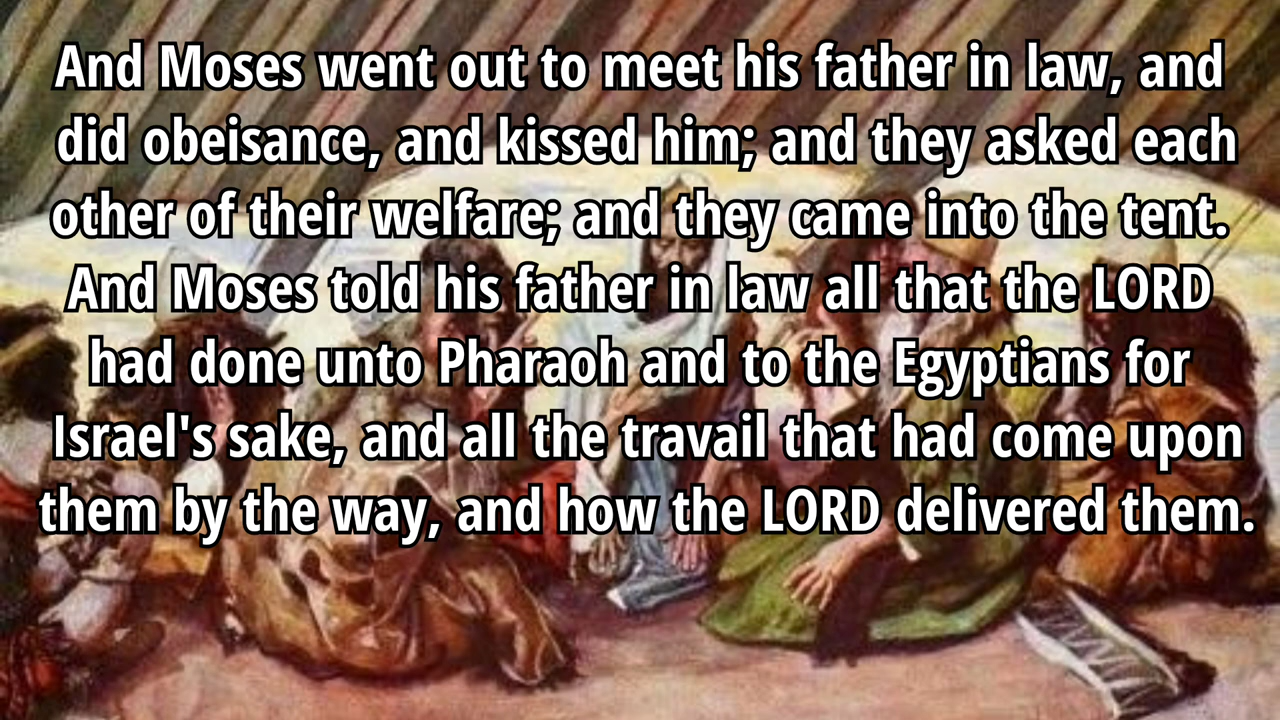 And Moses went out to meet his father in law, and
did obeisance, and kissed him; and they asked each
other of their welfare; and they came into the tent.
And Moses told his father in law all that the LORD
had done unto Pharaoh and to the Egyptians for
Israel's sake, and all the travail that had come upon
them by the way, and how the LORD delivered them.